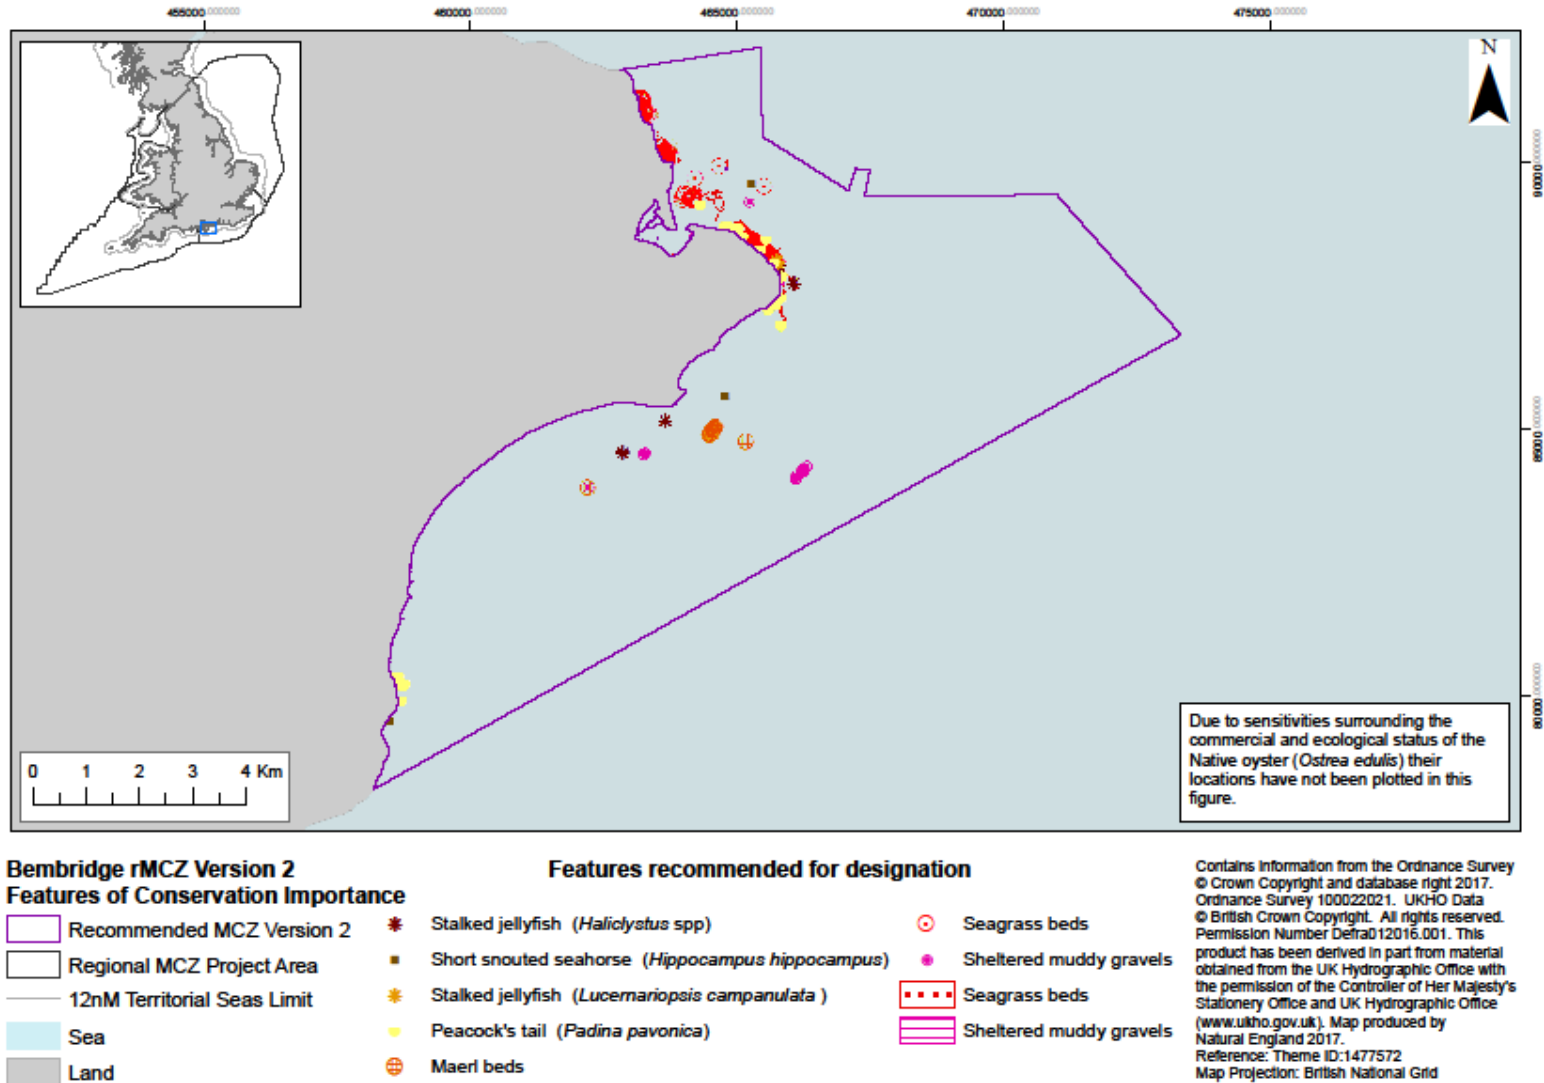 455000.000000 460000.000000 465000.000000 470000.000000 475000.000000
N
90000.000000
85000.000000
80000.000000
0 1 2 3 4 Km
Due to sensitivities surrounding the
commercial and ecological status of the
Native oyster (Ostrea edulis) their
locations have not been plotted in this
figure.
Bembridge rMCZ Version 2
Features of Conservation Importance
Recommended MCZ Version 2
Regional MCZ Project Area
12nM Territorial Seas Limit
Sea
Land
Features recommended for designation
Stalked jellyfish (Haliclystus spp)
Short snouted seahorse (Hippocampus hippocampus)
Stalked jellyfish (Lucernariopsis campanulata )
Peacock's tail (Padina pavonica)
Maerl beds
Seagrass beds
Sheltered muddy gravels
Seagrass beds
Sheltered muddy gravels
Contains Information from the Ordnance Survey
© Crown Copyright and database right 2017.
Ordnance Survey 100022021. UKHO Data
© British Crown Copyright. All rights reserved.
Permission Number Defra012016.001. This
product has been derived in part from material
obtained from the UK Hydrographic Office with
the permission of the Controller of Her Majesty's
Stationery Office and UK Hydrographic Office
(www.ukho.gov.uk). Map produced by
Natural England 2017.
Reference: Theme ID:1477572
Map Projection: British National Grid